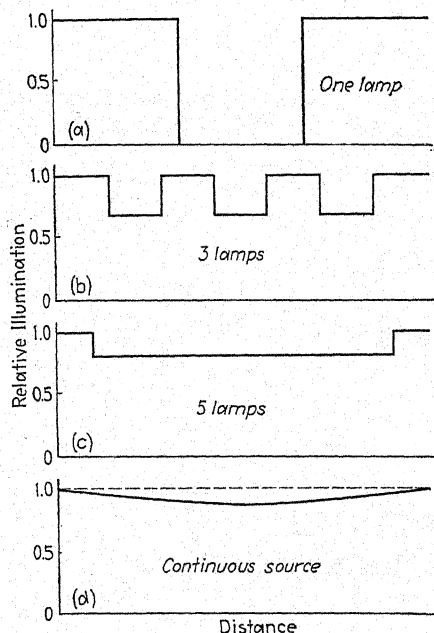 1.0
0.5
0
(a)
One lamp
1.0
0.5
0
(b)
3 lamps
1.0
0.5
0
(c)
5 lamps
1.0
0.5
0
(d)
Continuous source
Relative Illumination
Distance